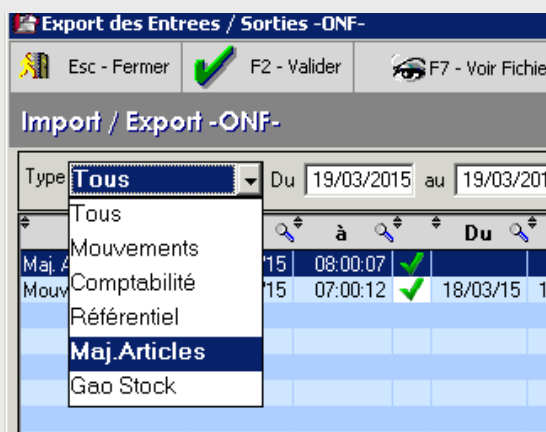 Export des Entrees / Sorties -ONF-
Esc - Fermer F2 - Valider F7 - Voir Fichie
Import / Export -ONF-
Type Tous Du 19/03/2015 au 19/03/201
à Du
Maj. '15 08:00:07
Mouv '15 07:00:12 18/03/15 1
Tous
Mouvements
Comptabilité
Référentiel
Maj.Articles
Gao Stock